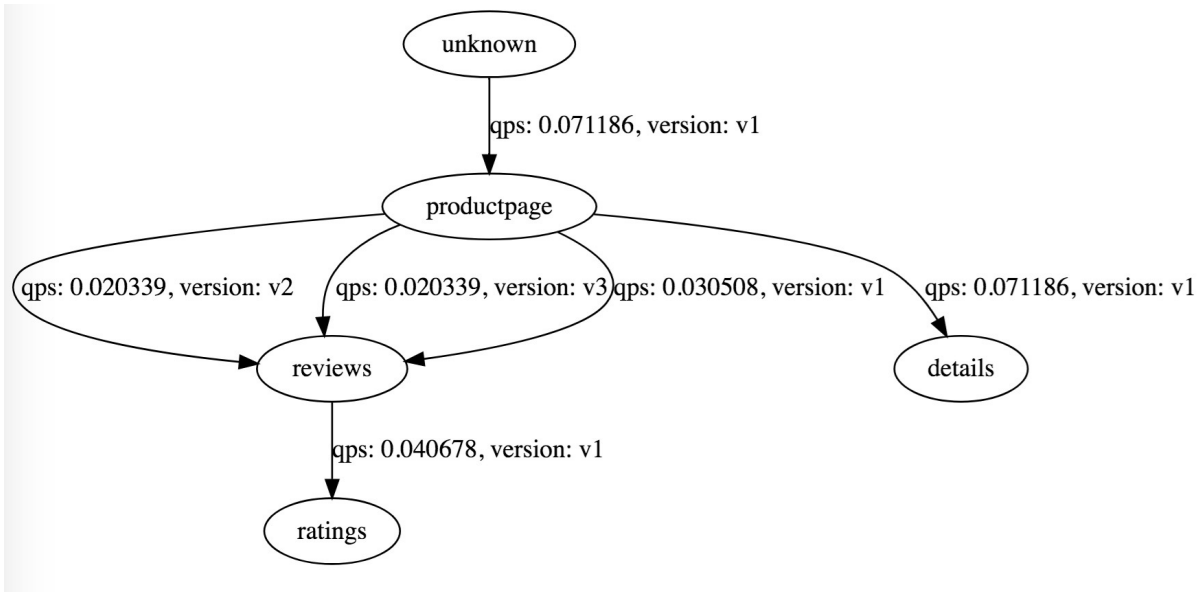 unknown
qps: 0.071186, version: v1
productpage
qps: 0.020339, version: v2
qps: 0.020339, version: v3
qps: 0.030508, version: v1
qps: 0.071186, version: v1
reviews
details
qps: 0.040678, version: v1
ratings